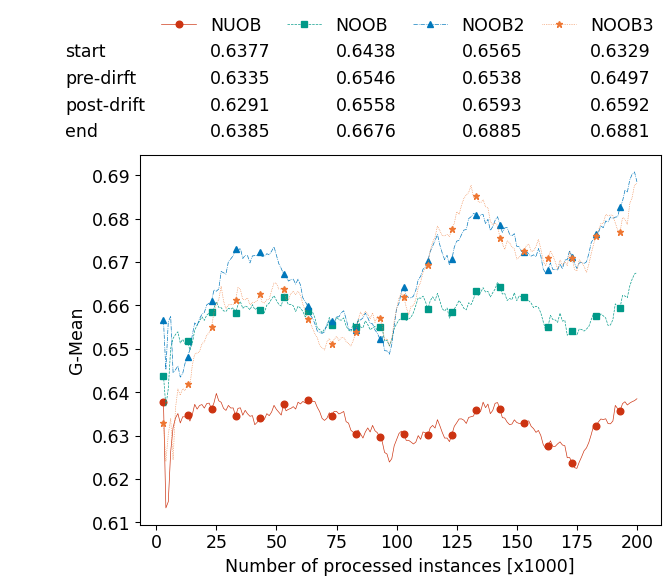 NUOB NOOB NOOB2 NOOB3
start 0.6377 0.6438 0.6565 0.6329
pre-dirft 0.6335 0.6546 0.6538 0.6497
post-drift 0.6291 0.6558 0.6593 0.6592
end 0.6385 0.6676 0.6885 0.6881
0.69
0.68
0.67
0.66
0.65
0.64
0.63
0.62
0.61
G-Mean
0 25 50 75 100 125 150 175 200
Number of processed instances [x1000]